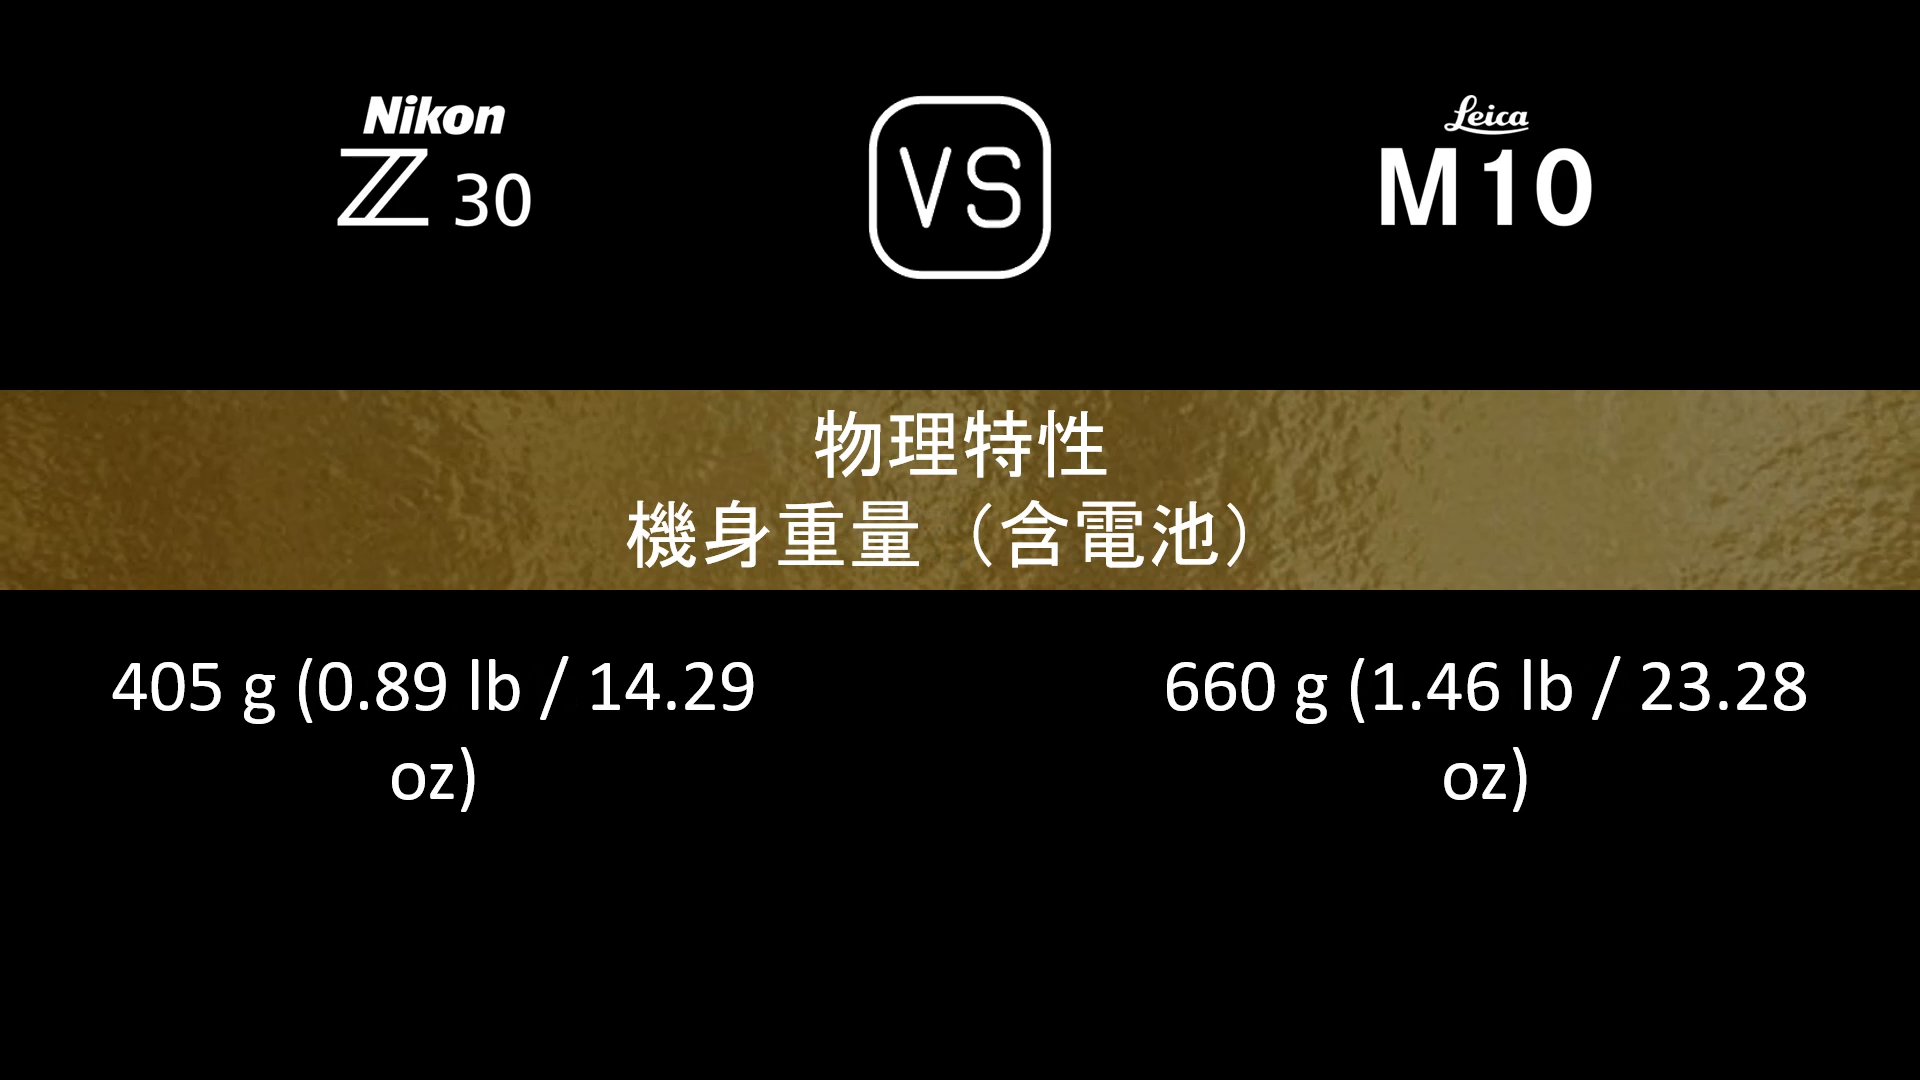 Nikon
Z 30
VS
Leica
M10
物理特性
機身重量（含電池）
405 g (0.89 lb / 14.29
oz)
660 g (1.46 lb / 23.28
oz)